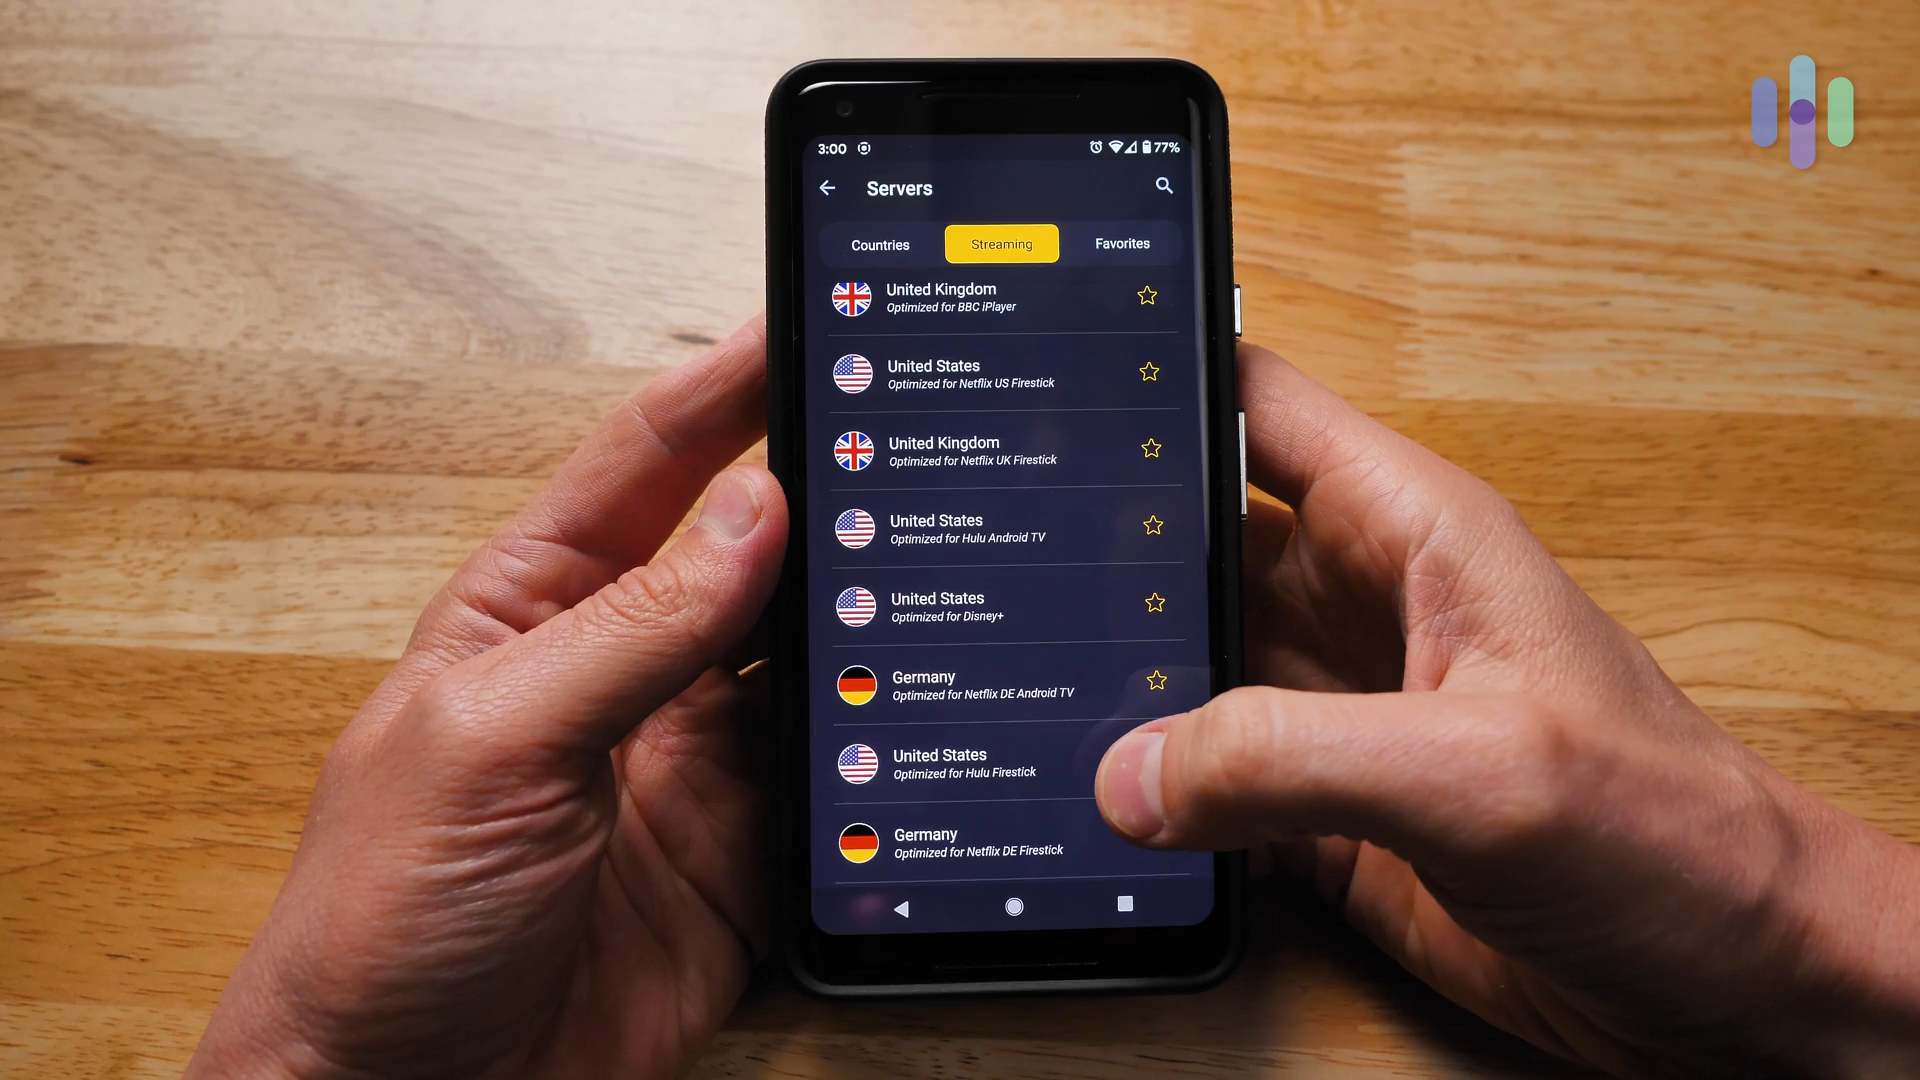 3:00 77%
Servers
Countries Streaming Favorites
United Kingdom
Optimized for BBC iPlayer
United States
Optimized for Netflix US Firestick
United Kingdom
Optimized for Netflix UK Firestick
United States
Optimized for Hulu Android TV
United States
Optimized for Disney+
Germany
Optimized for Netflix DE Android TV
United States
Optimized for Hulu Firestick
Germany
Optimized for Netflix DE Firestick